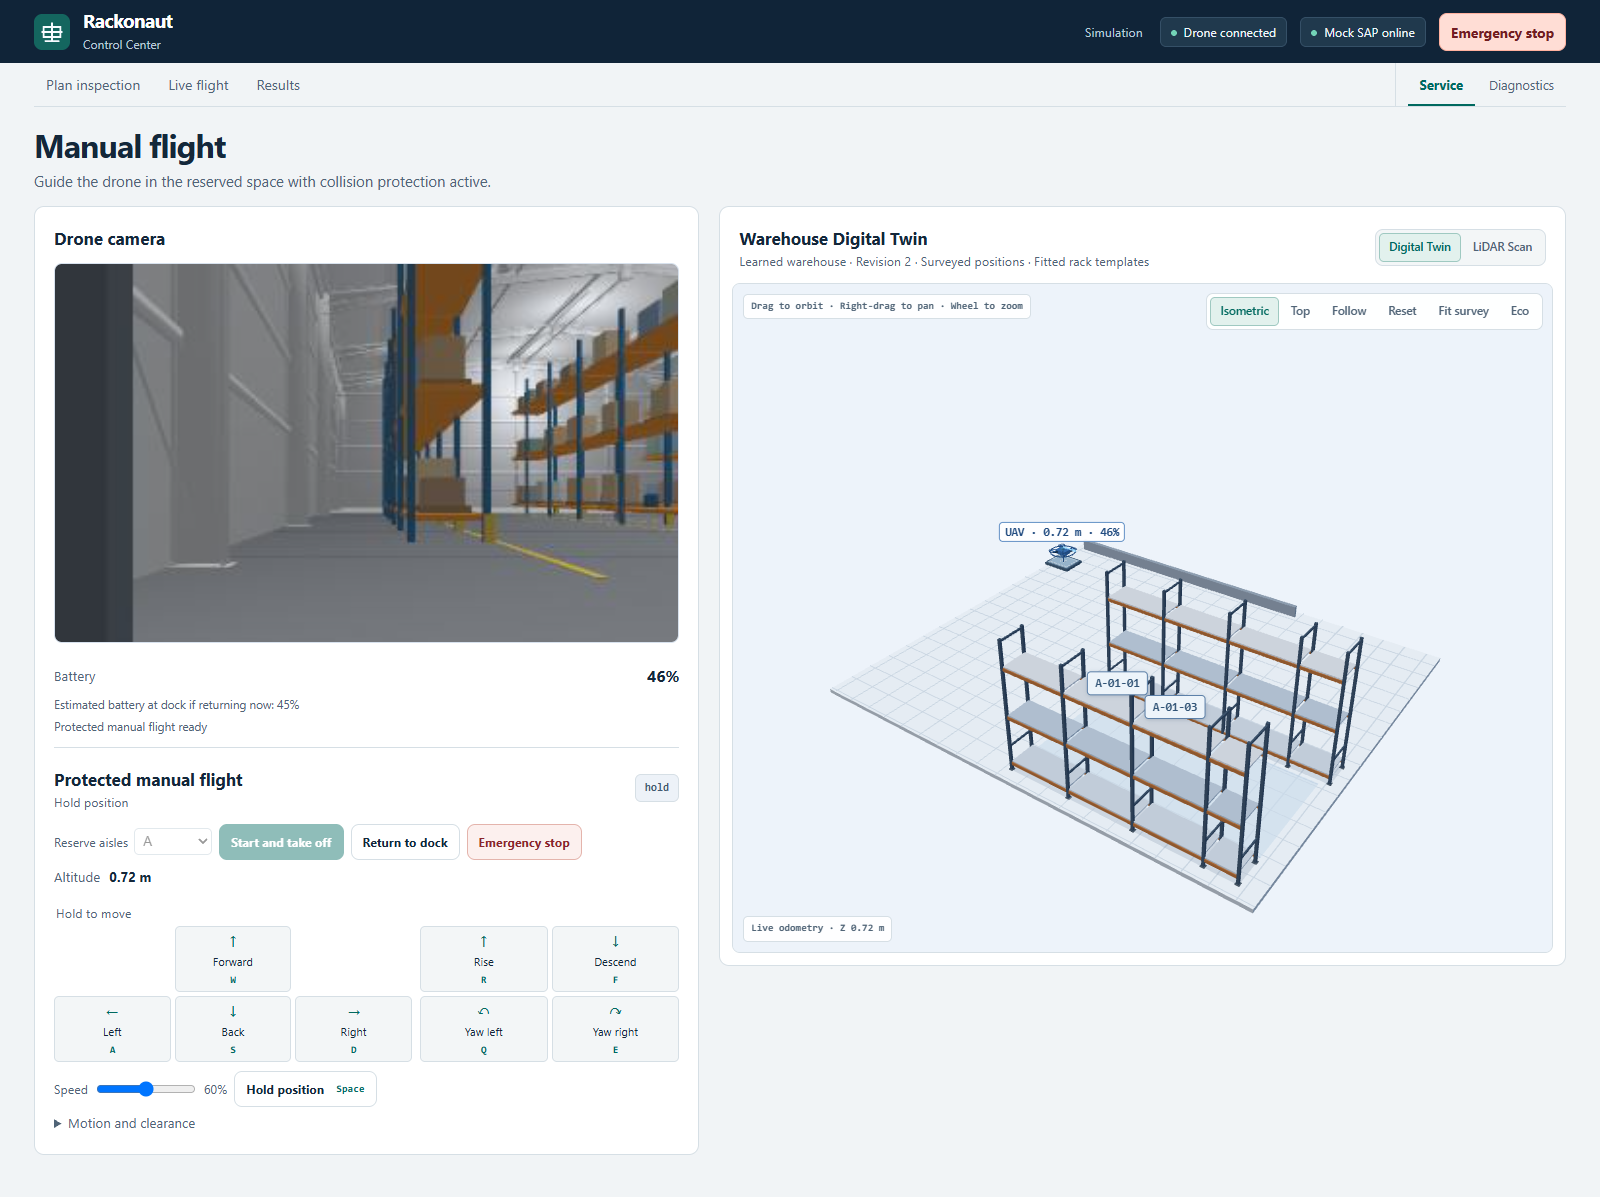 Rackonaut
Control Center
Simulation
Drone connected
Mock SAP online
Emergency stop
Plan inspection
Live flight
Results
Service
Diagnostics
Manual flight
Guide the drone in the reserved space with collision protection active.
Drone camera
Battery
46%
Estimated battery at dock if returning now: 45%
Protected manual flight ready
Protected manual flight
Hold position
hold
Reserve aisles
A
Start and take off
Return to dock
Emergency stop
Altitude 0.72 m
Hold to move
↑
Forward
W
↑
Rise
R
↓
Descend
F
←
Left
A
↓
Back
S
→
Right
D
Yaw left
Q
Yaw right
E
Speed
60%
Hold position Space
Motion and clearance
Warehouse Digital Twin
Learned warehouse · Revision 2 · Surveyed positions · Fitted rack templates
Digital Twin
LiDAR Scan
Drag to orbit · Right-drag to pan · Wheel to zoom
Isometric
Top
Follow
Reset
Fit survey
Eco
UAV · 0.72 m · 46%
A-01-01
A-01-03
Live odometry · Z 0.72 m